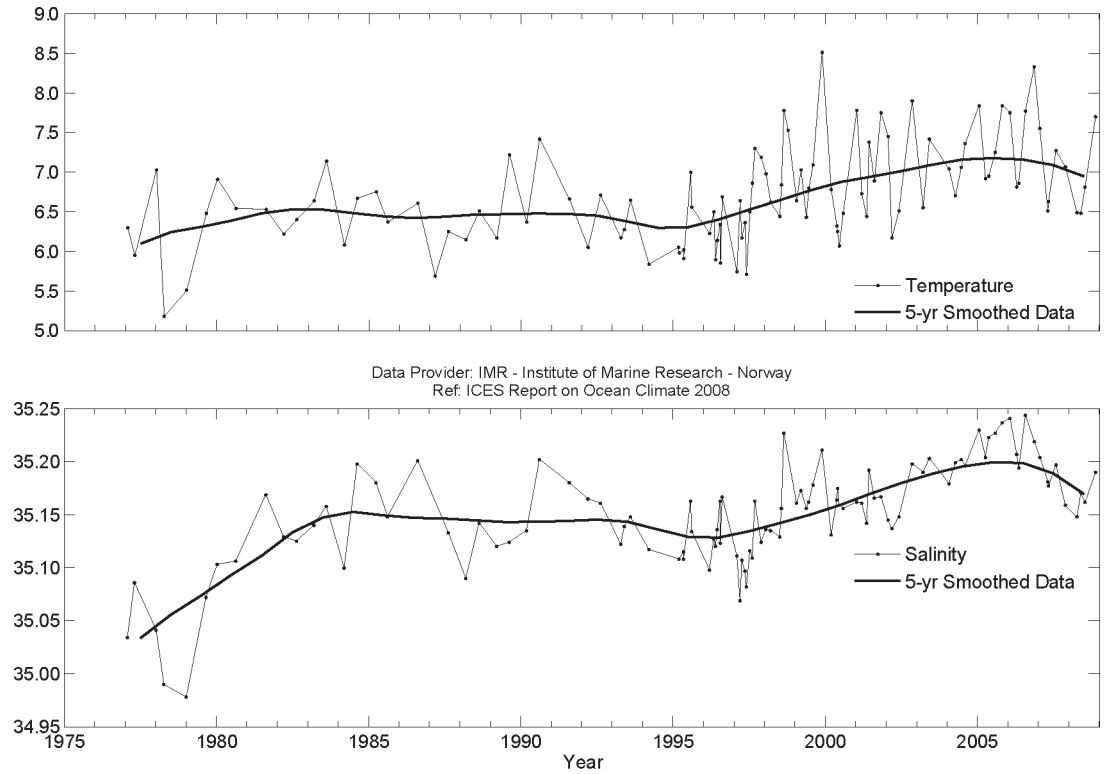 9.0
8.5
8.0
7.5
7.0
6.5
6.0
5.5
5.0
Temperature
5-yr Smoothed Data
Data Provider: IMR - Institute of Marine Research - Norway
Ref: ICES Report on Ocean Climate 2008
35.25
35.20
35.15
35.10
35.05
35.00
34.95
Salinity
5-yr Smoothed Data
1975 1980 1985 1990 1995 2000 2005
Year